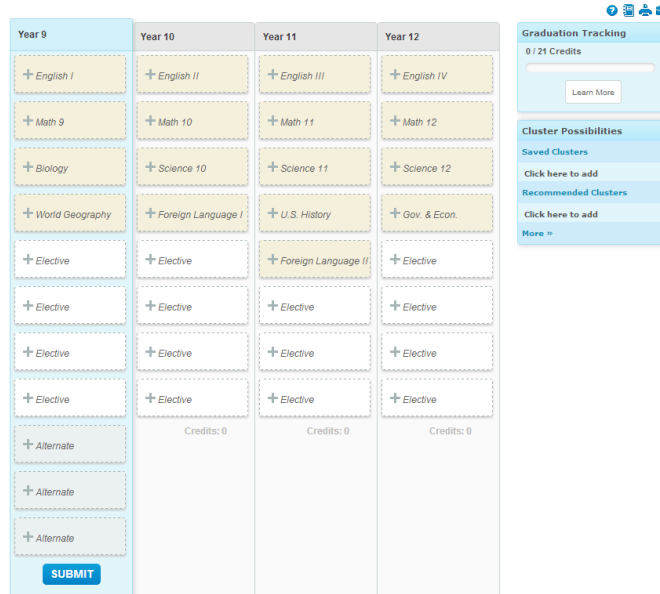 Year 9
Year 10
Year 11
Year 12
+ English I
+ English II
+ English III
+ English IV
+ Math 9
+ Math 10
+ Math 11
+ Math 12
+ Biology
+ Science 10
+ Science 11
+ Science 12
+ World Geography
+ Foreign Language I
+ U.S. History
+ Gov. & Econ.
+ Elective
+ Elective
+ Foreign Language II
+ Elective
+ Elective
+ Elective
+ Elective
+ Elective
+ Elective
+ Elective
+ Elective
+ Elective
+ Elective
+ Elective
+ Elective
+ Elective
Credits: 0
Credits: 0
Credits: 0
+ Alternate
+ Alternate
+ Alternate
SUBMIT
Graduation Tracking
0 / 21 Credits
Learn More
Cluster Possibilities
Saved Clusters
Click here to add
Recommended Clusters
Click here to add
More »